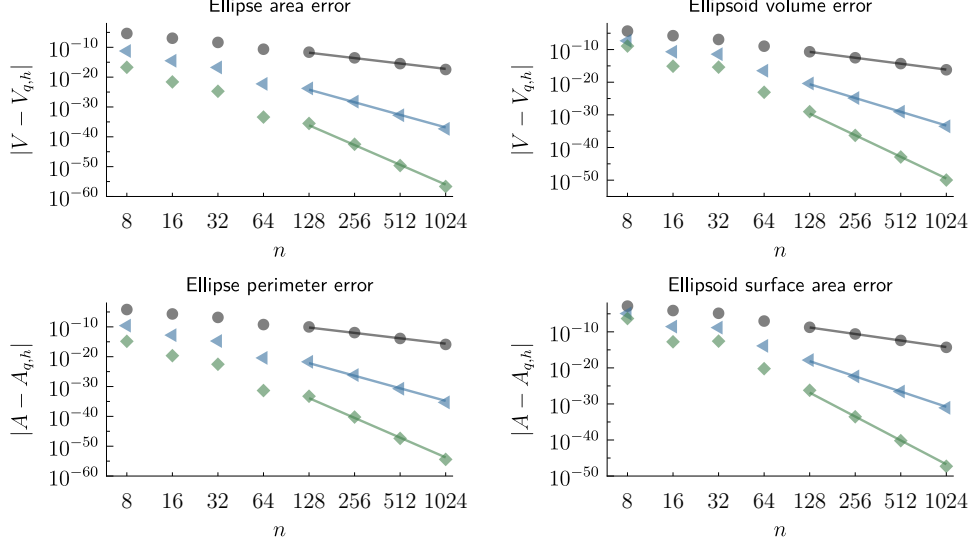 Ellipse area error
|V − V_{q,h}|
10^{−10}
10^{−20}
10^{−30}
10^{−40}
10^{−50}
10^{−60}
8 16 32 64 128 256 512 1024
n
Ellipsoid volume error
|V − V_{q,h}|
10^{−10}
10^{−20}
10^{−30}
10^{−40}
10^{−50}
8 16 32 64 128 256 512 1024
n
Ellipse perimeter error
|A − A_{q,h}|
10^{−10}
10^{−20}
10^{−30}
10^{−40}
10^{−50}
10^{−60}
8 16 32 64 128 256 512 1024
n
Ellipsoid surface area error
|A − A_{q,h}|
10^{−10}
10^{−20}
10^{−30}
10^{−40}
10^{−50}
8 16 32 64 128 256 512 1024
n